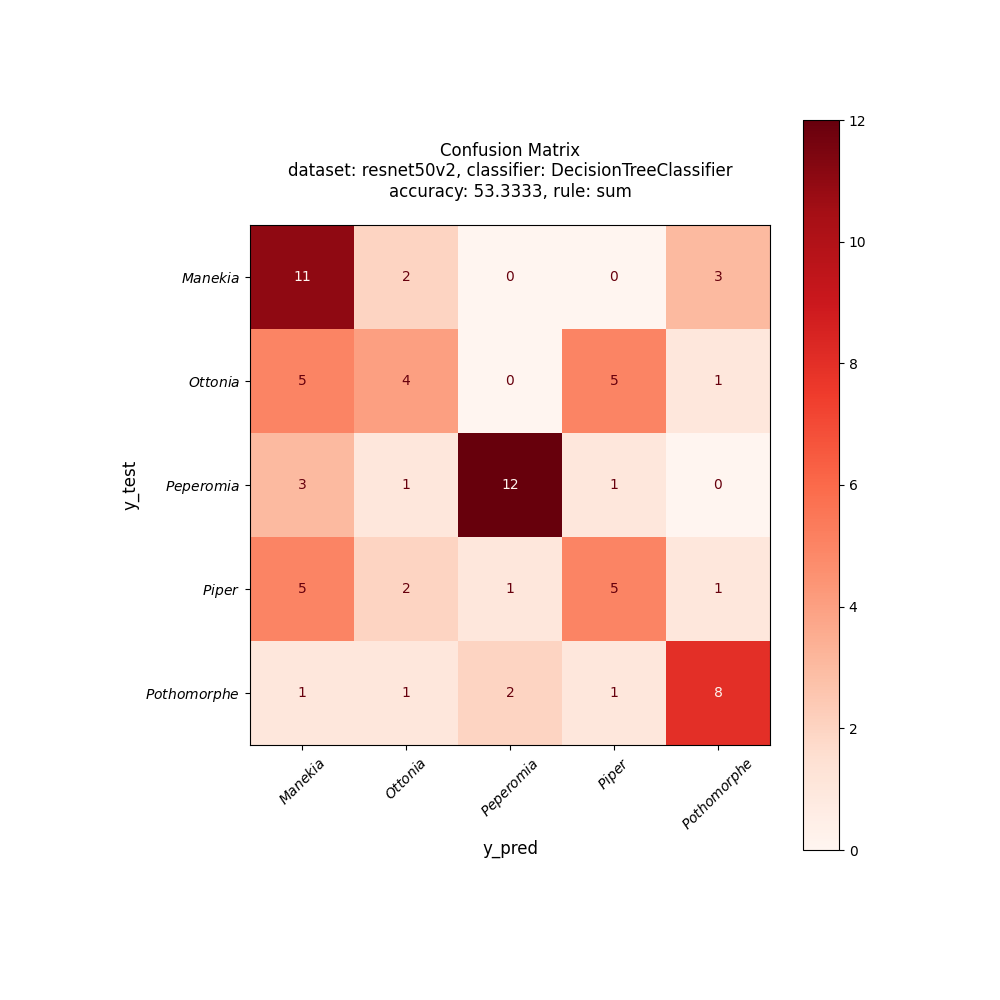 Confusion Matrix
dataset: resnet50v2, classifier: DecisionTreeClassifier
accuracy: 53.3333, rule: sum
12
10
8
6
4
2
0
y_test
Manekia 11 2 0 0 3
Ottonia 5 4 0 5 1
Peperomia 3 1 12 1 0
Piper 5 2 1 5 1
Pothomorphe 1 1 2 1 8
Manekia Ottonia Peperomia Piper Pothomorphe
y_pred